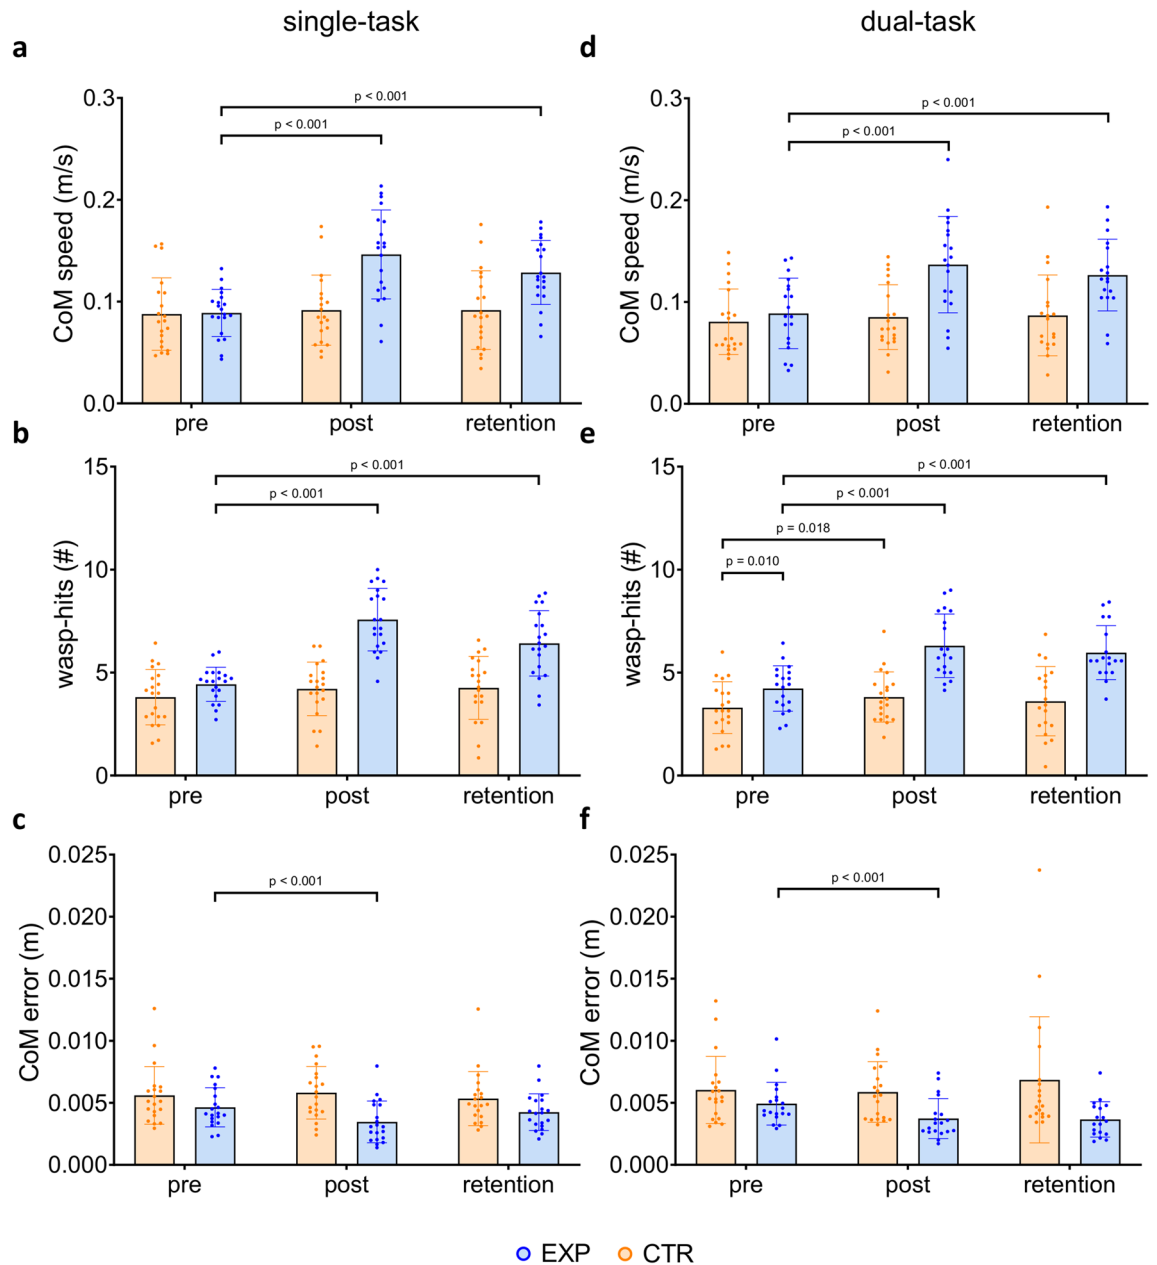 single-task
dual-task
a
CoM speed (m/s)
0.3
0.2
0.1
0.0
p < 0.001
p < 0.001
pre
post
retention
d
CoM speed (m/s)
0.3
0.2
0.1
0.0
p < 0.001
p < 0.001
pre
post
retention
b
wasp-hits (#)
15
10
5
0
p < 0.001
p < 0.001
pre
post
retention
e
wasp-hits (#)
15
10
5
0
p < 0.001
p < 0.001
p = 0.018
p = 0.010
pre
post
retention
c
CoM error (m)
0.025
0.020
0.015
0.010
0.005
0.000
p < 0.001
pre
post
retention
f
CoM error (m)
0.025
0.020
0.015
0.010
0.005
0.000
p < 0.001
pre
post
retention
EXP
CTR